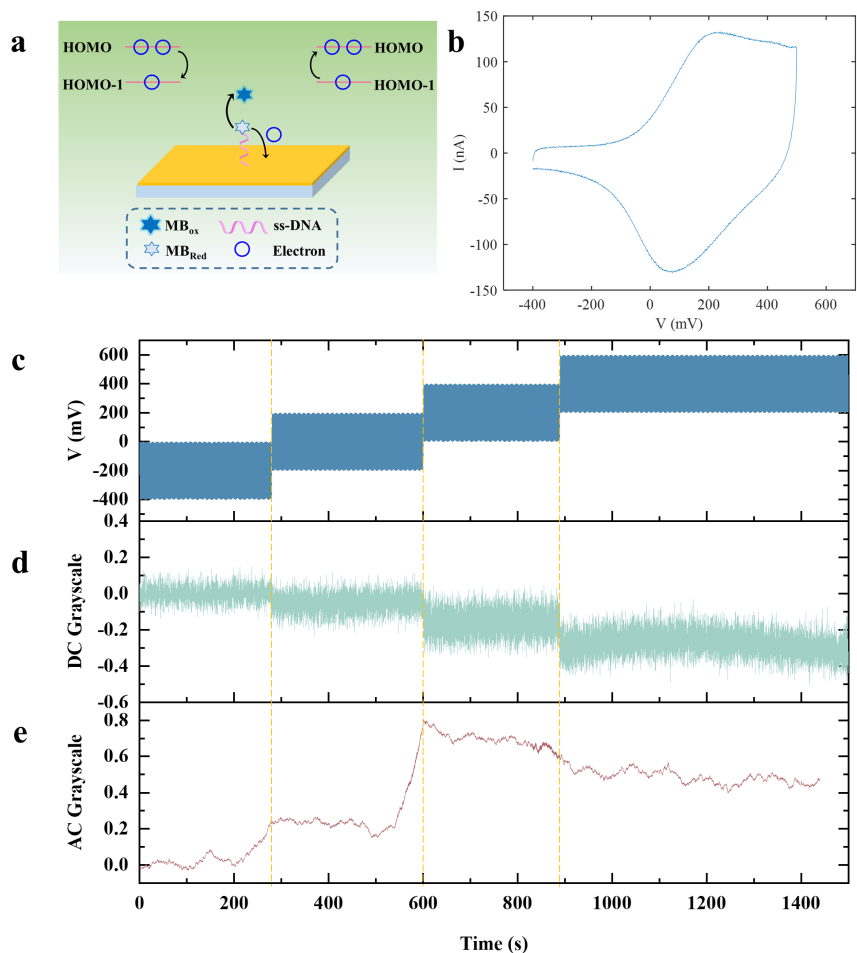 a
HOMO
HOMO-1
HOMO
HOMO-1
MBox
ss-DNA
MBRed
Electron
b
150
100
50
0
-50
-100
-150
I (nA)
-400
-200
0
200
400
600
V (mV)
c
600
400
200
0
-200
-400
V (mV)
d
0.4
0.2
0.0
-0.2
-0.4
-0.6
DC Grayscale
e
0.8
0.6
0.4
0.2
0.0
AC Grayscale
0
200
400
600
800
1000
1200
1400
Time (s)